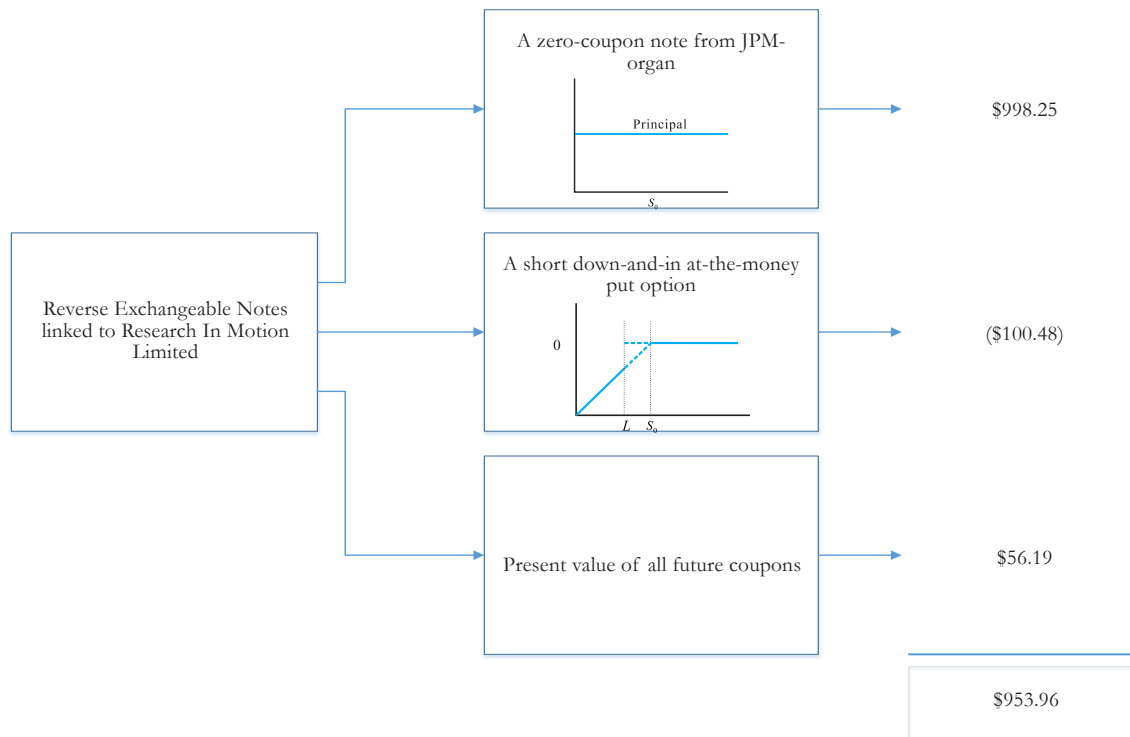 A zero-coupon note from JPM-
organ
Principal
S₀
$998.25
Reverse Exchangeable Notes
linked to Research In Motion
Limited
A short down-and-in at-the-money
put option
0
L S₀
($100.48)
Present value of all future coupons
$56.19
$953.96